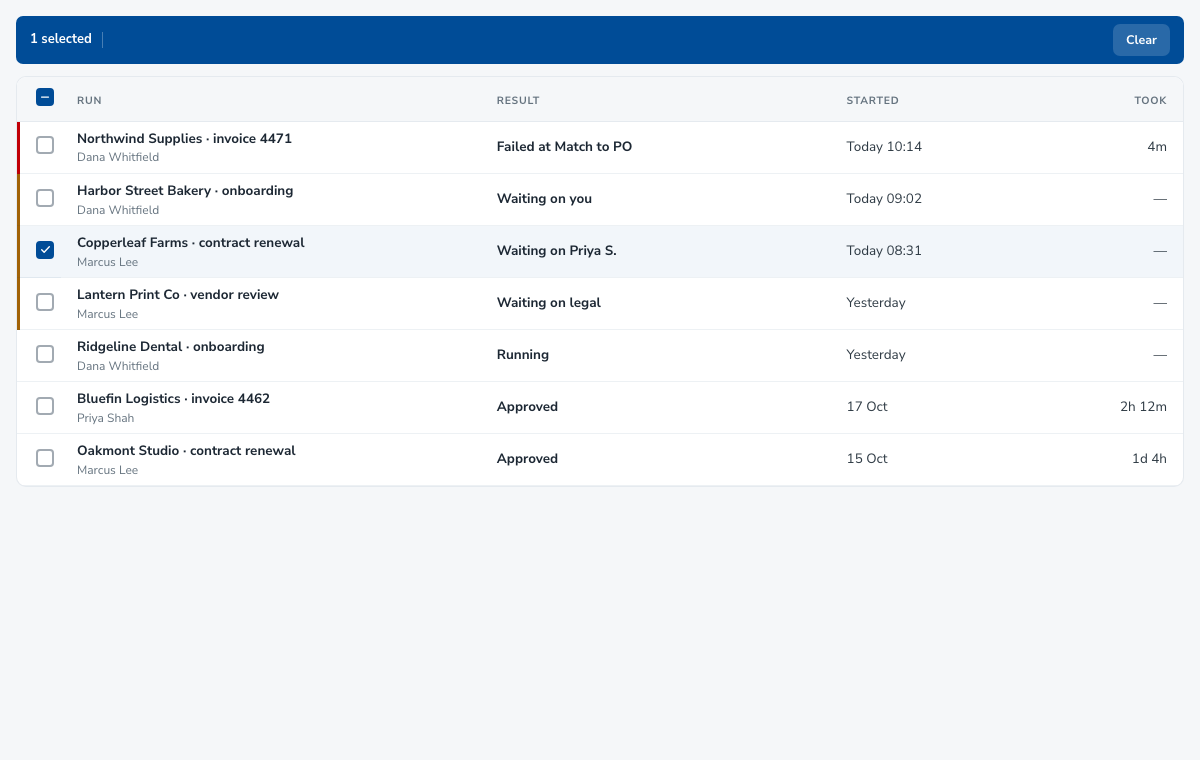 1 selected
Clear
RUN RESULT STARTED TOOK
Northwind Supplies · invoice 4471
Dana Whitfield
Failed at Match to PO
Today 10:14
4m
Harbor Street Bakery · onboarding
Dana Whitfield
Waiting on you
Today 09:02
—
Copperleaf Farms · contract renewal
Marcus Lee
Waiting on Priya S.
Today 08:31
—
Lantern Print Co · vendor review
Marcus Lee
Waiting on legal
Yesterday
—
Ridgeline Dental · onboarding
Dana Whitfield
Running
Yesterday
—
Bluefin Logistics · invoice 4462
Priya Shah
Approved
17 Oct
2h 12m
Oakmont Studio · contract renewal
Marcus Lee
Approved
15 Oct
1d 4h